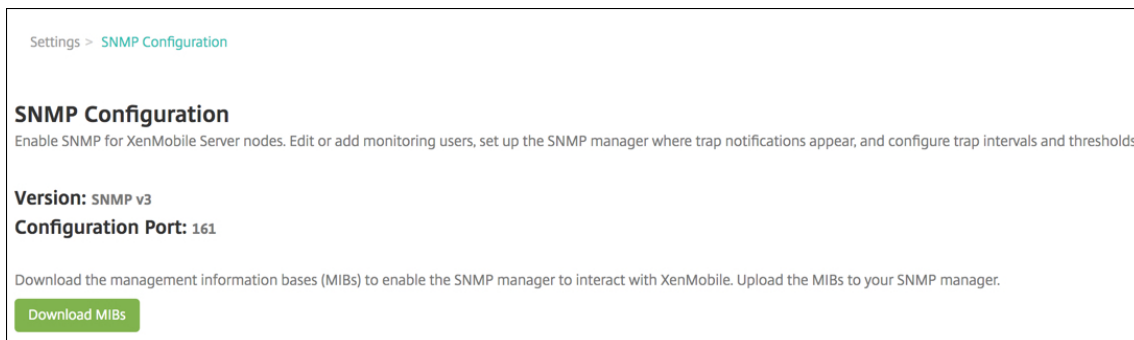 Settings > SNMP Configuration
SNMP Configuration
Enable SNMP for XenMobile Server nodes. Edit or add monitoring users, set up the SNMP manager where trap notifications appear, and configure trap intervals and thresholds
Version: SNMP v3
Configuration Port: 161
Download the management information bases (MIBs) to enable the SNMP manager to interact with XenMobile. Upload the MIBs to your SNMP manager.
Download MIBs